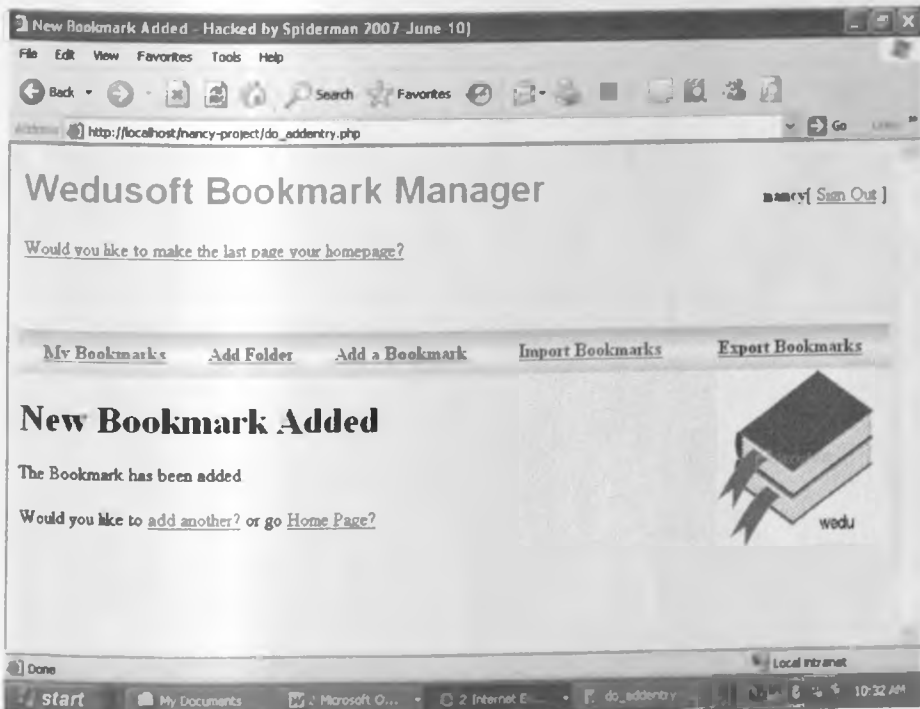 New Bookmark Added - Hacked by Spiderman 2007 June 10]
File Edit View Favorites Tools Help
Back Search Favorites
Address http://localhost/nancy-project/do_addentry.php Go Links »
Wedusoft Bookmark Manager
nancy[ Sign Out ]
Would you like to make the last page your homepage?
My Bookmarks Add Folder Add a Bookmark Import Bookmarks Export Bookmarks
New Bookmark Added
The Bookmark has been added
Would you like to add another? or go Home Page?
wedu
Done
Local intranet
start My Documents Microsoft O... 2 Internet E... do_addentry 10:32 AM